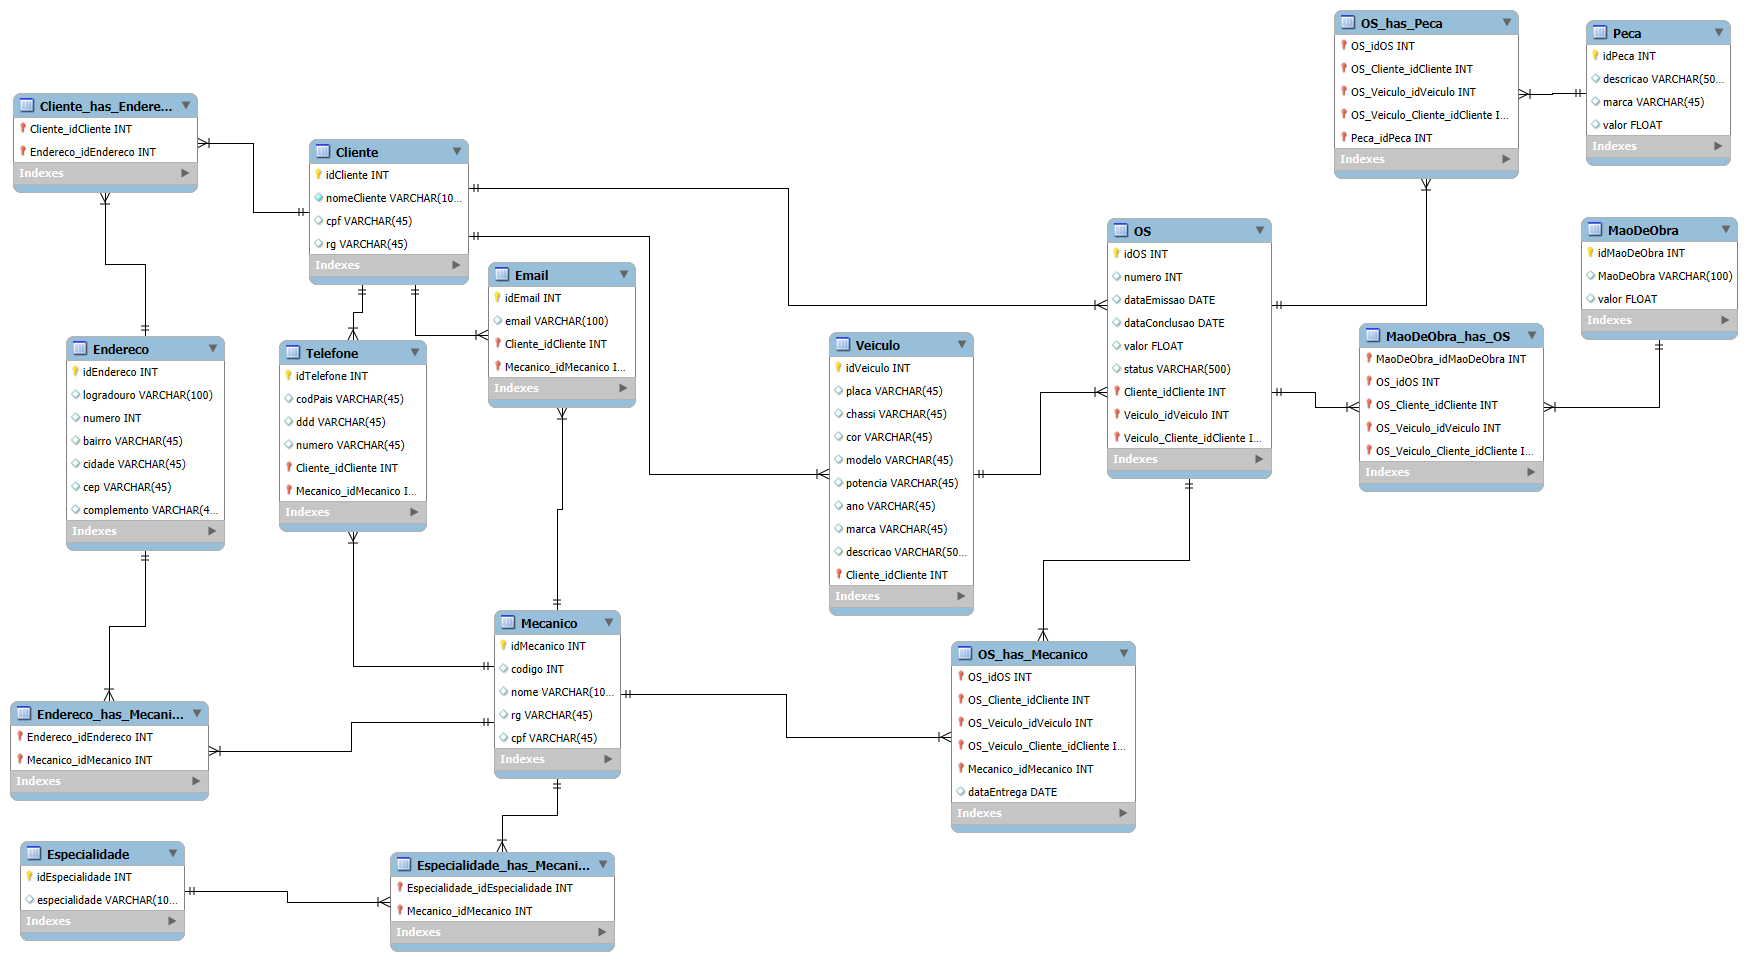 Cliente_has_Endere...
Cliente_idCliente INT
Endereco_idEndereco INT
Indexes
Cliente
idCliente INT
nomeCliente VARCHAR(10...
cpf VARCHAR(45)
rg VARCHAR(45)
Indexes
Email
idEmail INT
email VARCHAR(100)
Cliente_idCliente INT
Mecanico_idMecanico I...
Indexes
Endereco
idEndereco INT
logradouro VARCHAR(100)
numero INT
bairro VARCHAR(45)
cidade VARCHAR(45)
cep VARCHAR(45)
complemento VARCHAR(4...
Indexes
Telefone
idTelefone INT
codPais VARCHAR(45)
ddd VARCHAR(45)
numero VARCHAR(45)
Cliente_idCliente INT
Mecanico_idMecanico I...
Indexes
Veiculo
idVeiculo INT
placa VARCHAR(45)
chassi VARCHAR(45)
cor VARCHAR(45)
modelo VARCHAR(45)
potencia VARCHAR(45)
ano VARCHAR(45)
marca VARCHAR(45)
descricao VARCHAR(50...
Cliente_idCliente INT
Indexes
OS
idOS INT
numero INT
dataEmissao DATE
dataConclusao DATE
valor FLOAT
status VARCHAR(500)
Cliente_idCliente INT
Veiculo_idVeiculo INT
Veiculo_Cliente_idCliente I...
Indexes
OS_has_Peca
OS_idOS INT
OS_Cliente_idCliente INT
OS_Veiculo_idVeiculo INT
OS_Veiculo_Cliente_idCliente I...
Peca_idPeca INT
Indexes
Peca
idPeca INT
descricao VARCHAR(50...
marca VARCHAR(45)
valor FLOAT
Indexes
MaoDeObra
idMaoDeObra INT
MaoDeObra VARCHAR(100)
valor FLOAT
Indexes
MaoDeObra_has_OS
MaoDeObra_idMaoDeObra INT
OS_idOS INT
OS_Cliente_idCliente INT
OS_Veiculo_idVeiculo INT
OS_Veiculo_Cliente_idCliente I...
Indexes
Mecanico
idMecanico INT
codigo INT
nome VARCHAR(10...
rg VARCHAR(45)
cpf VARCHAR(45)
Indexes
OS_has_Mecanico
OS_idOS INT
OS_Cliente_idCliente INT
OS_Veiculo_idVeiculo INT
OS_Veiculo_Cliente_idCliente I...
Mecanico_idMecanico INT
dataEntrega DATE
Indexes
Endereco_has_Mecani...
Endereco_idEndereco INT
Mecanico_idMecanico INT
Indexes
Especialidade
idEspecialidade INT
especialidade VARCHAR(10...
Indexes
Especialidade_has_Mecani...
Especialidade_idEspecialidade INT
Mecanico_idMecanico INT
Indexes